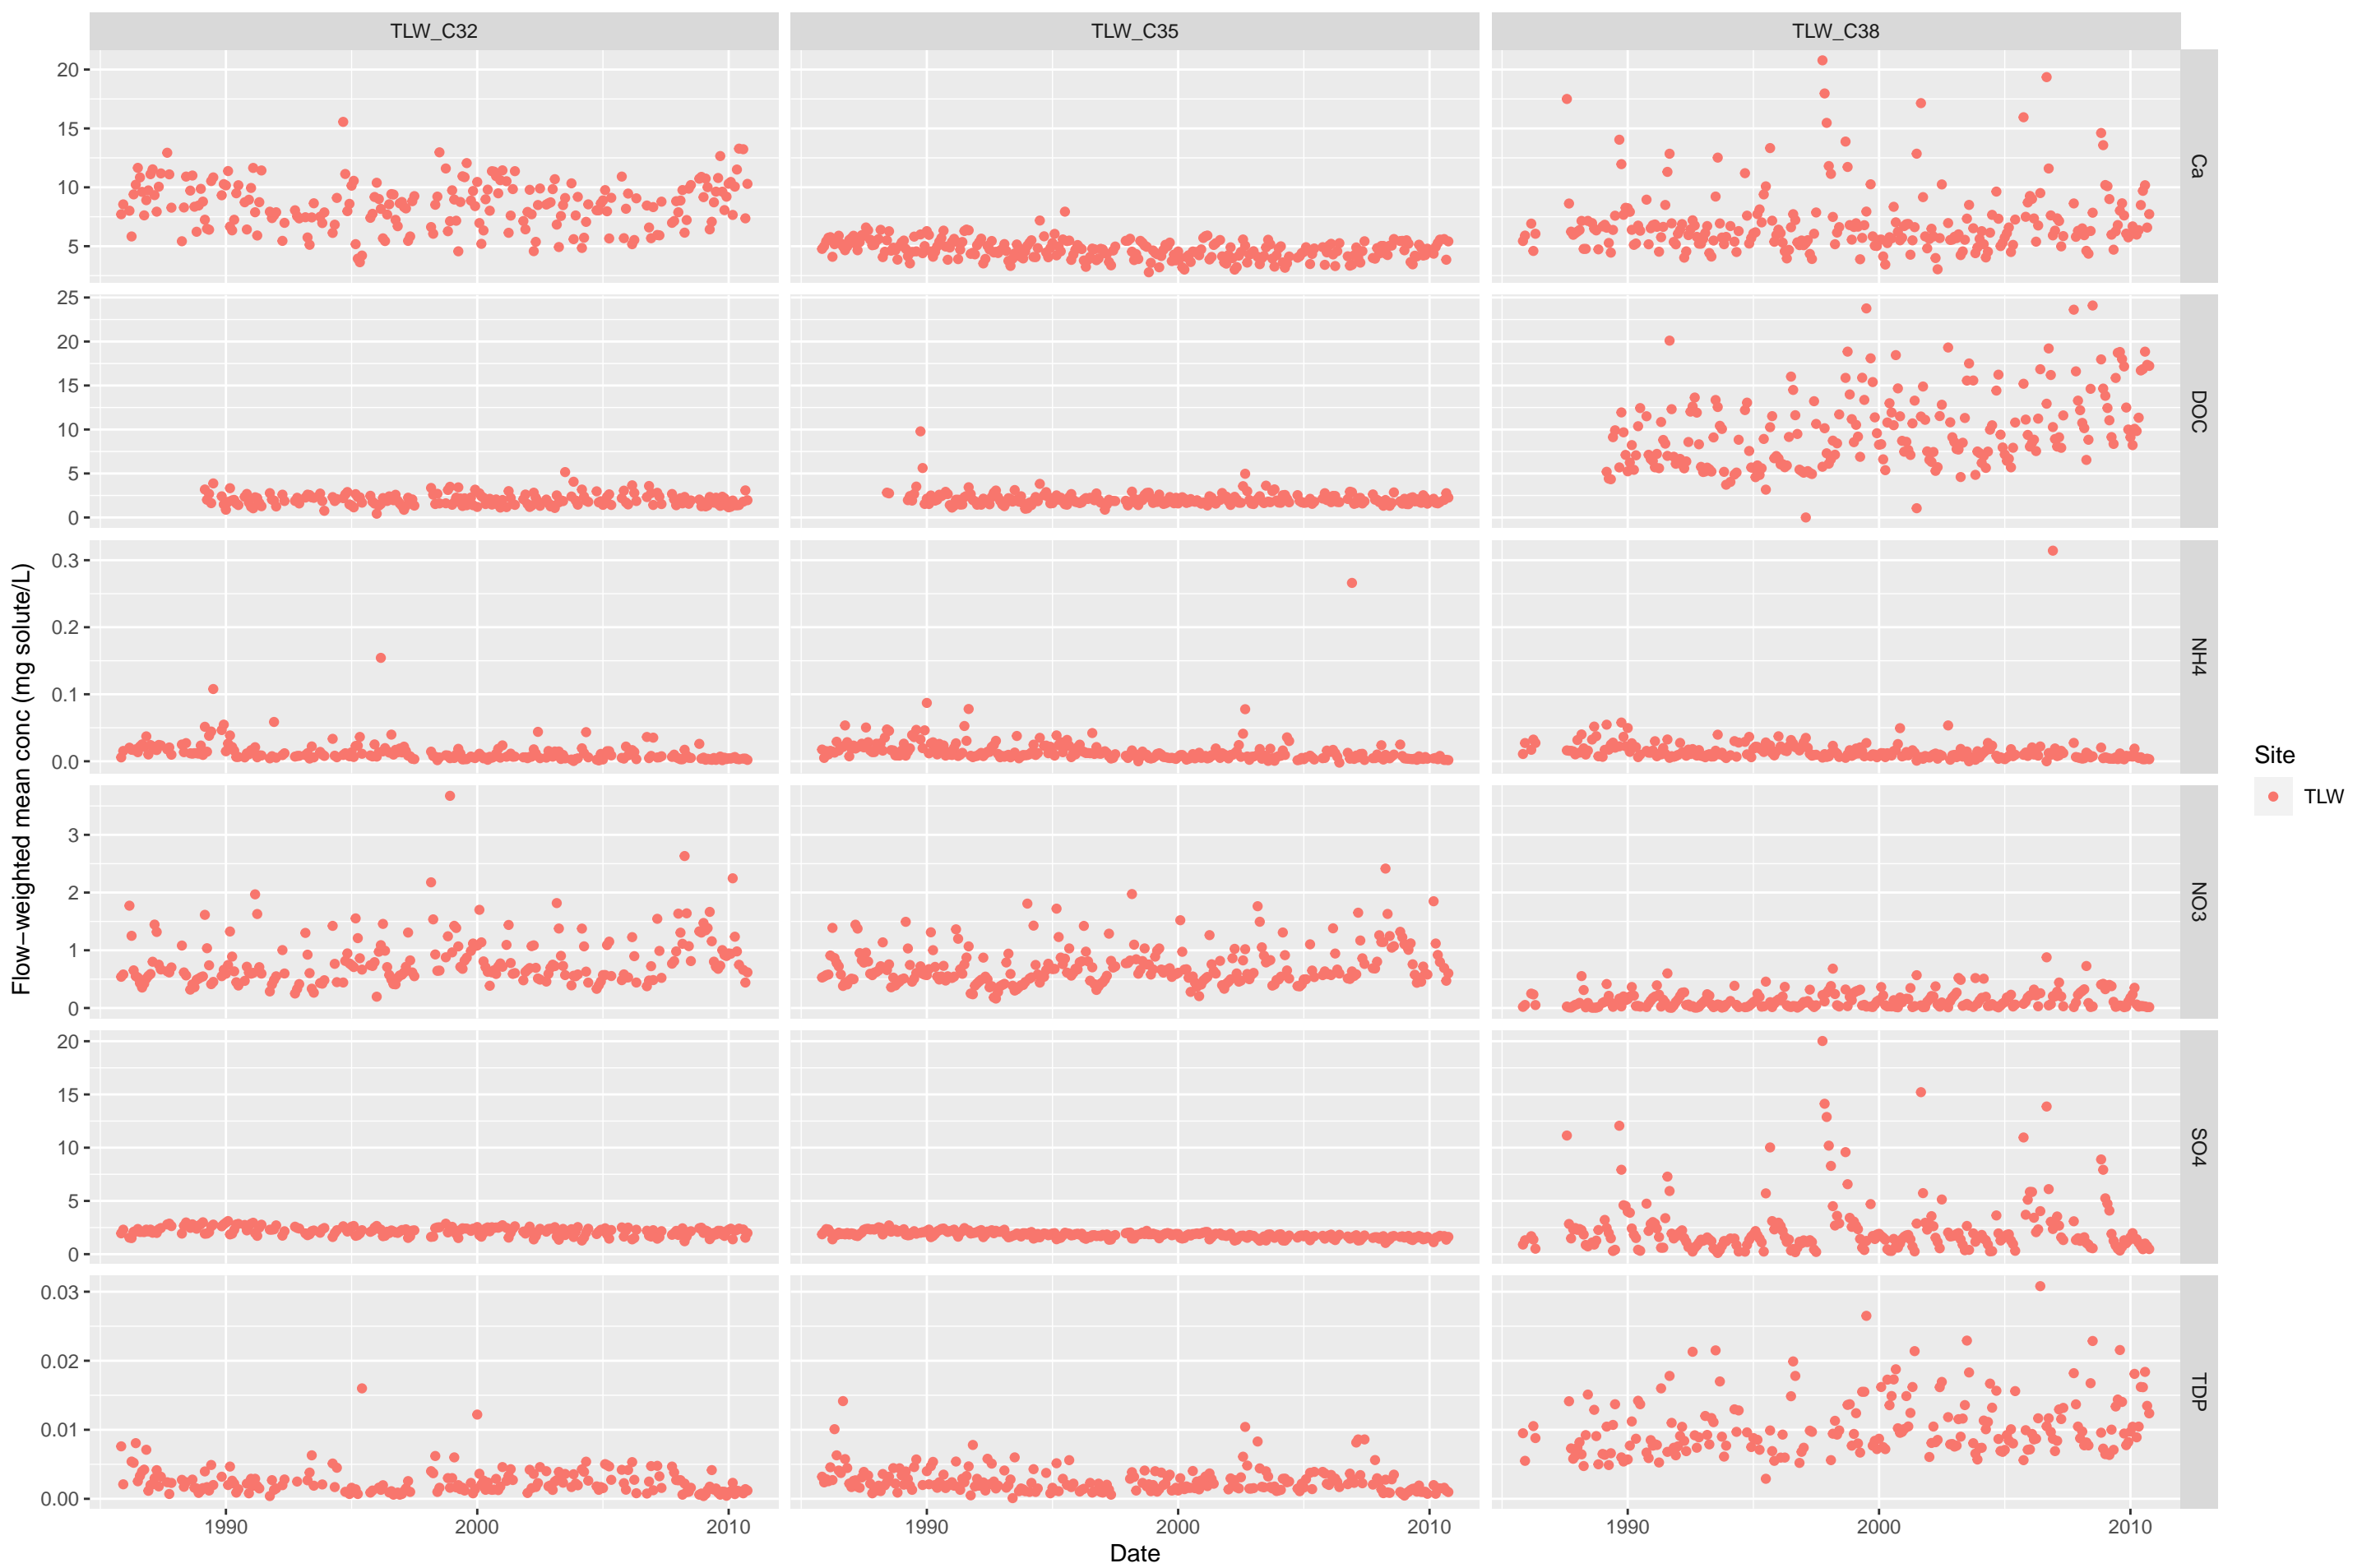 TLW_C32 TLW_C35 TLW_C38
Flow−weighted mean conc (mg solute/L)
20
15
10
5
Ca
25
20
15
10
5
0
DOC
0.3
0.2
0.1
0.0
NH4
3
2
1
0
NO3
20
15
10
5
0
SO4
0.03
0.02
0.01
0.00
TDP
1990 2000 2010 1990 2000 2010 1990 2000 2010
Date
Site
TLW